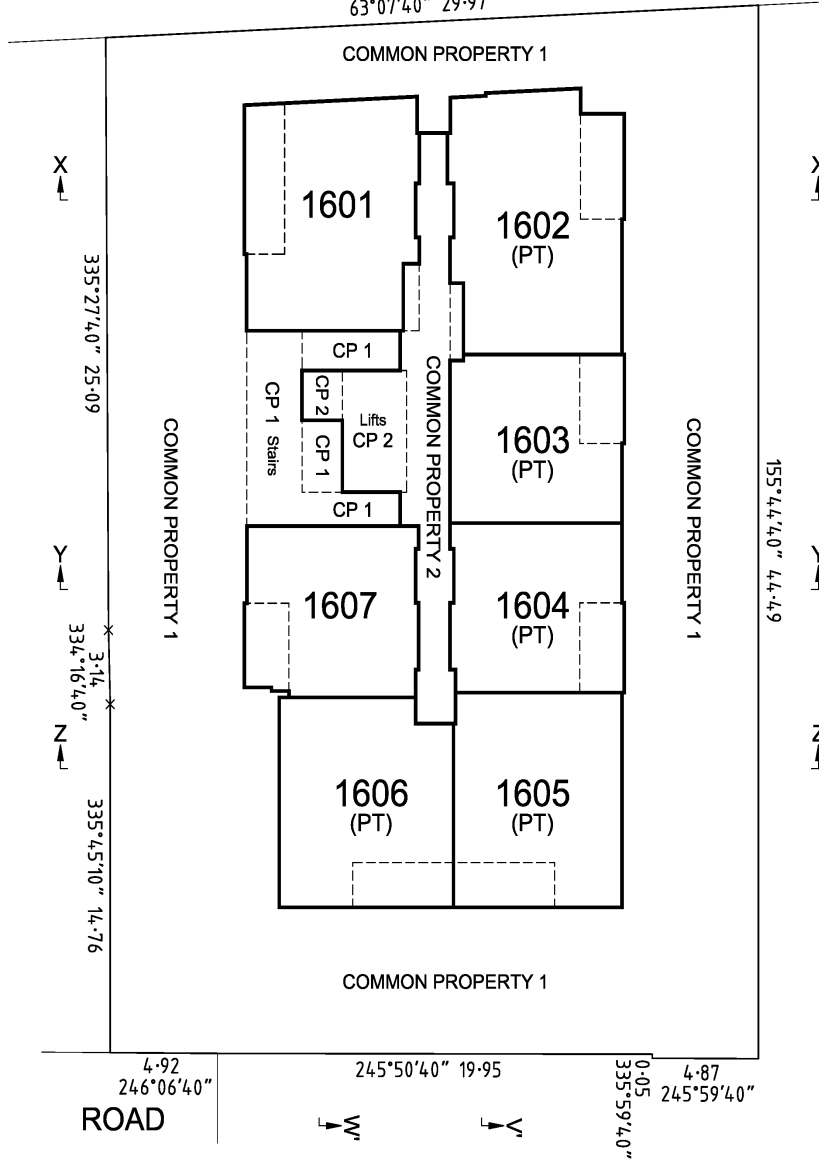 63°07'40" 29·97
COMMON PROPERTY 1
X
X
1601
1602
(PT)
335°27'40" 25·09
CP 1
CP 1 Stairs
CP 2
Lifts
CP 2
CP 1
CP 1
COMMON PROPERTY 2
1603
(PT)
COMMON PROPERTY 1
COMMON PROPERTY 1
155°44'40" 44·49
Y
Y
1607
1604
(PT)
3·14
334°16'40"
Z
Z
1606
(PT)
1605
(PT)
335°45'10" 14·76
COMMON PROPERTY 1
4·92
246°06'40"
245°50'40" 19·95
0·05
335°59'40"
4·87
245°59'40"
ROAD
W'
V'